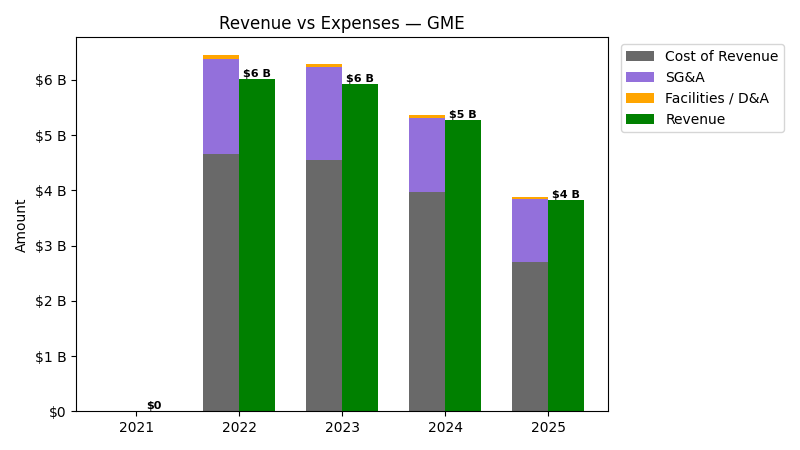 Revenue vs Expenses — GME
Cost of Revenue
SG&A
Facilities / D&A
Revenue
Amount
$6 B
$5 B
$4 B
$3 B
$2 B
$1 B
$0
$0
$6 B
$6 B
$5 B
$4 B
2021
2022
2023
2024
2025